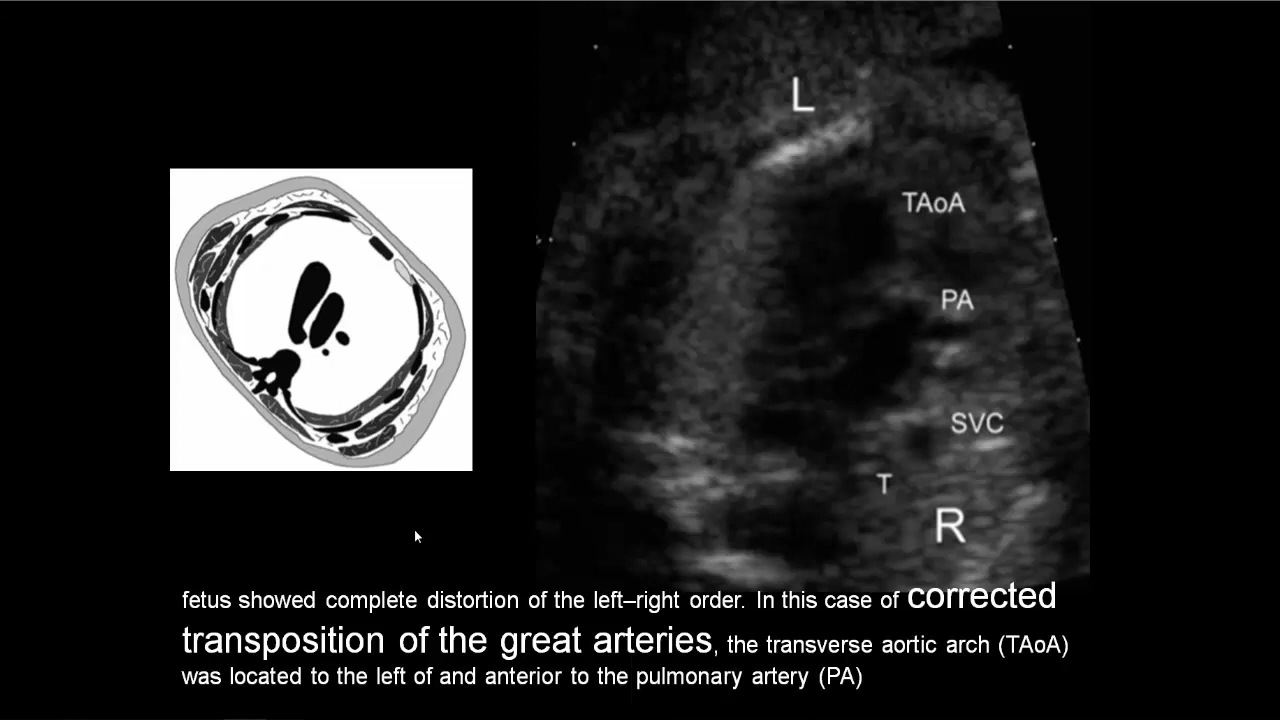 L
TAoA
PA
SVC
T
R
fetus showed complete distortion of the left–right order. In this case of corrected
transposition of the great arteries, the transverse aortic arch (TAoA)
was located to the left of and anterior to the pulmonary artery (PA)